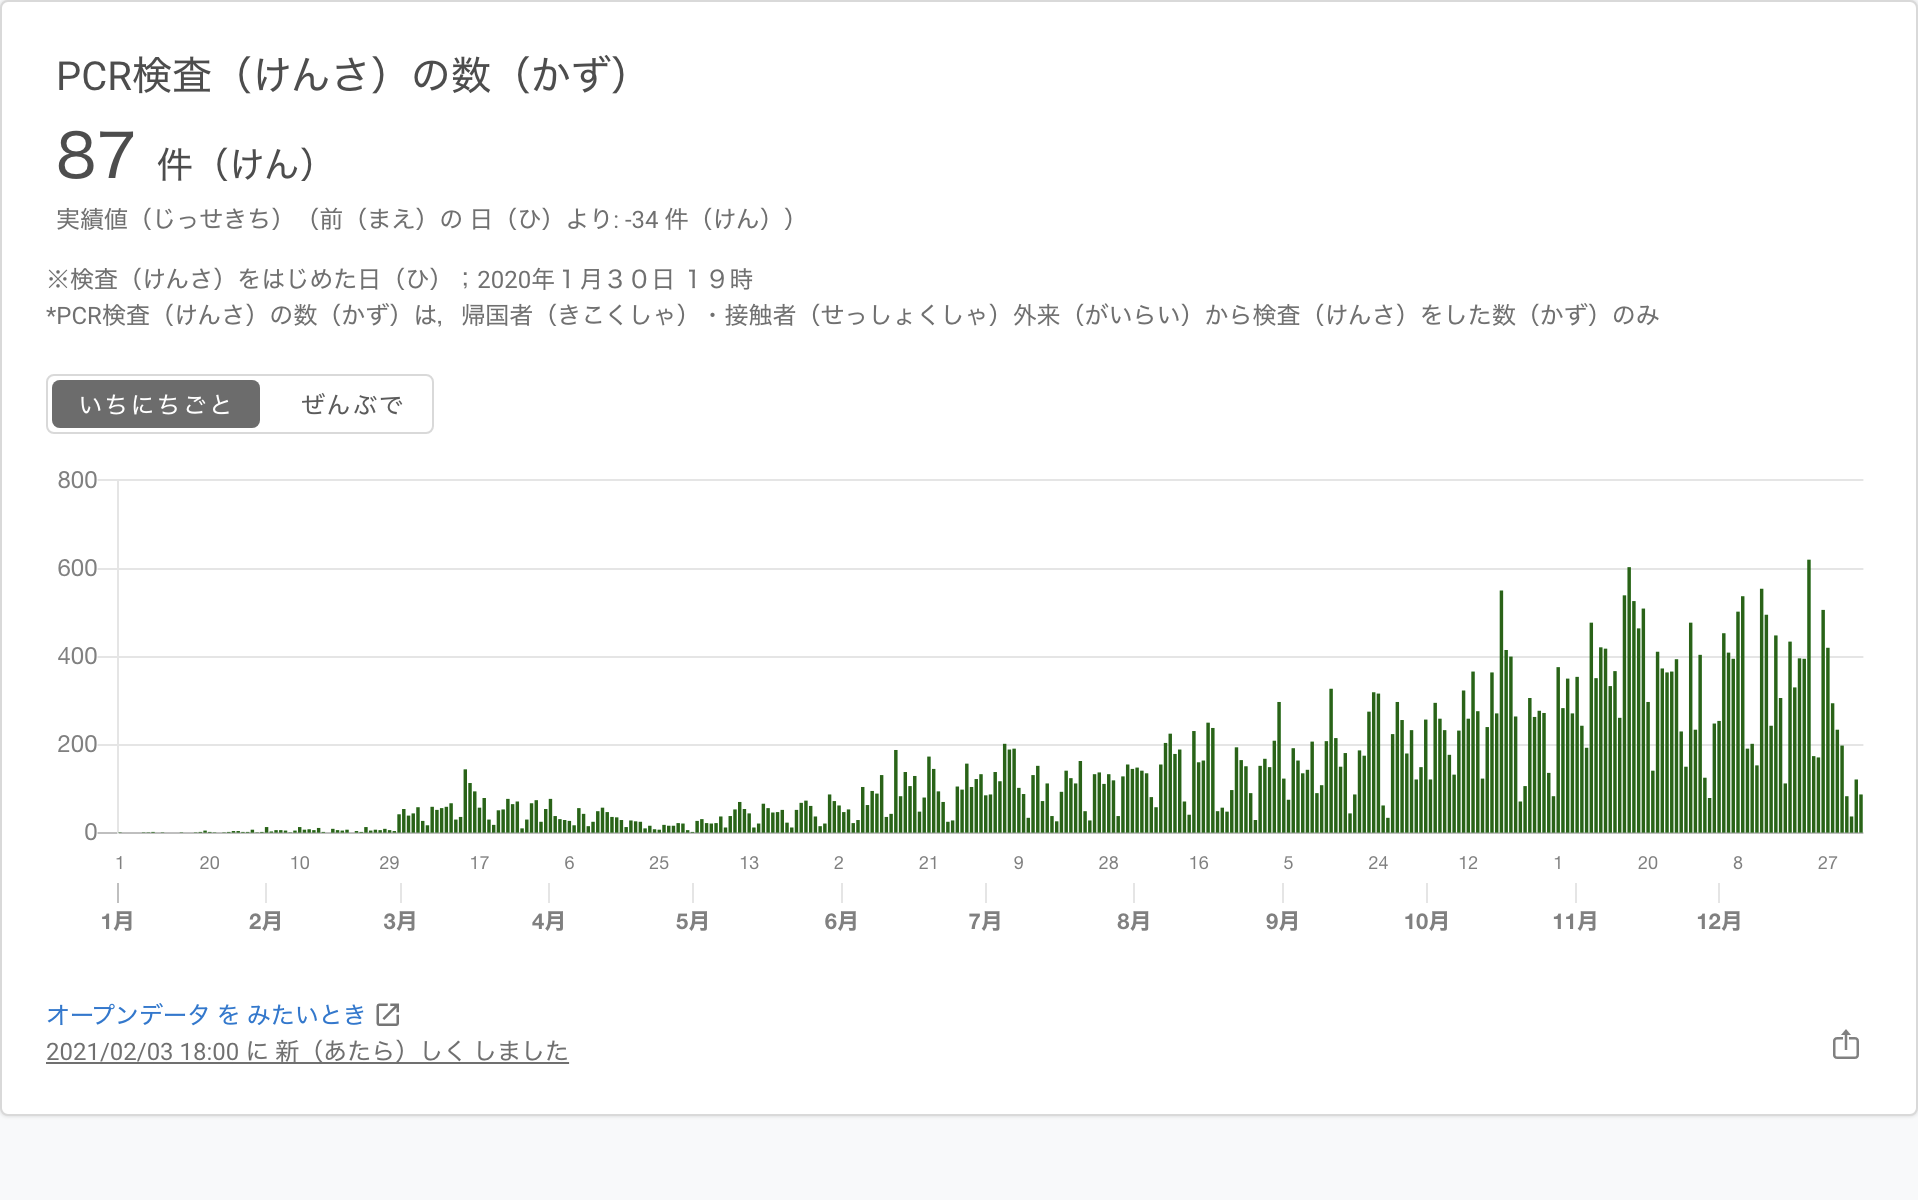 PCR検査（けんさ）の数（かず）
87 件（けん）
実績値（じっせきち）（前（まえ）の 日（ひ）より: -34 件（けん））
※検査（けんさ）をはじめた日（ひ）；2020年１月３０日 １９時
*PCR検査（けんさ）の数（かず）は，帰国者（きこくしゃ）・接触者（せっしょくしゃ）外来（がいらい）から検査（けんさ）をした数（かず）のみ
いちにちごと ぜんぶで
800
600
400
200
0
1 20 10 29 17 6 25 13 2 21 9 28 16 5 24 12 1 20 8 27
1月 2月 3月 4月 5月 6月 7月 8月 9月 10月 11月 12月
オープンデータ を みたいとき
2021/02/03 18:00 に 新（あたら）しく しました